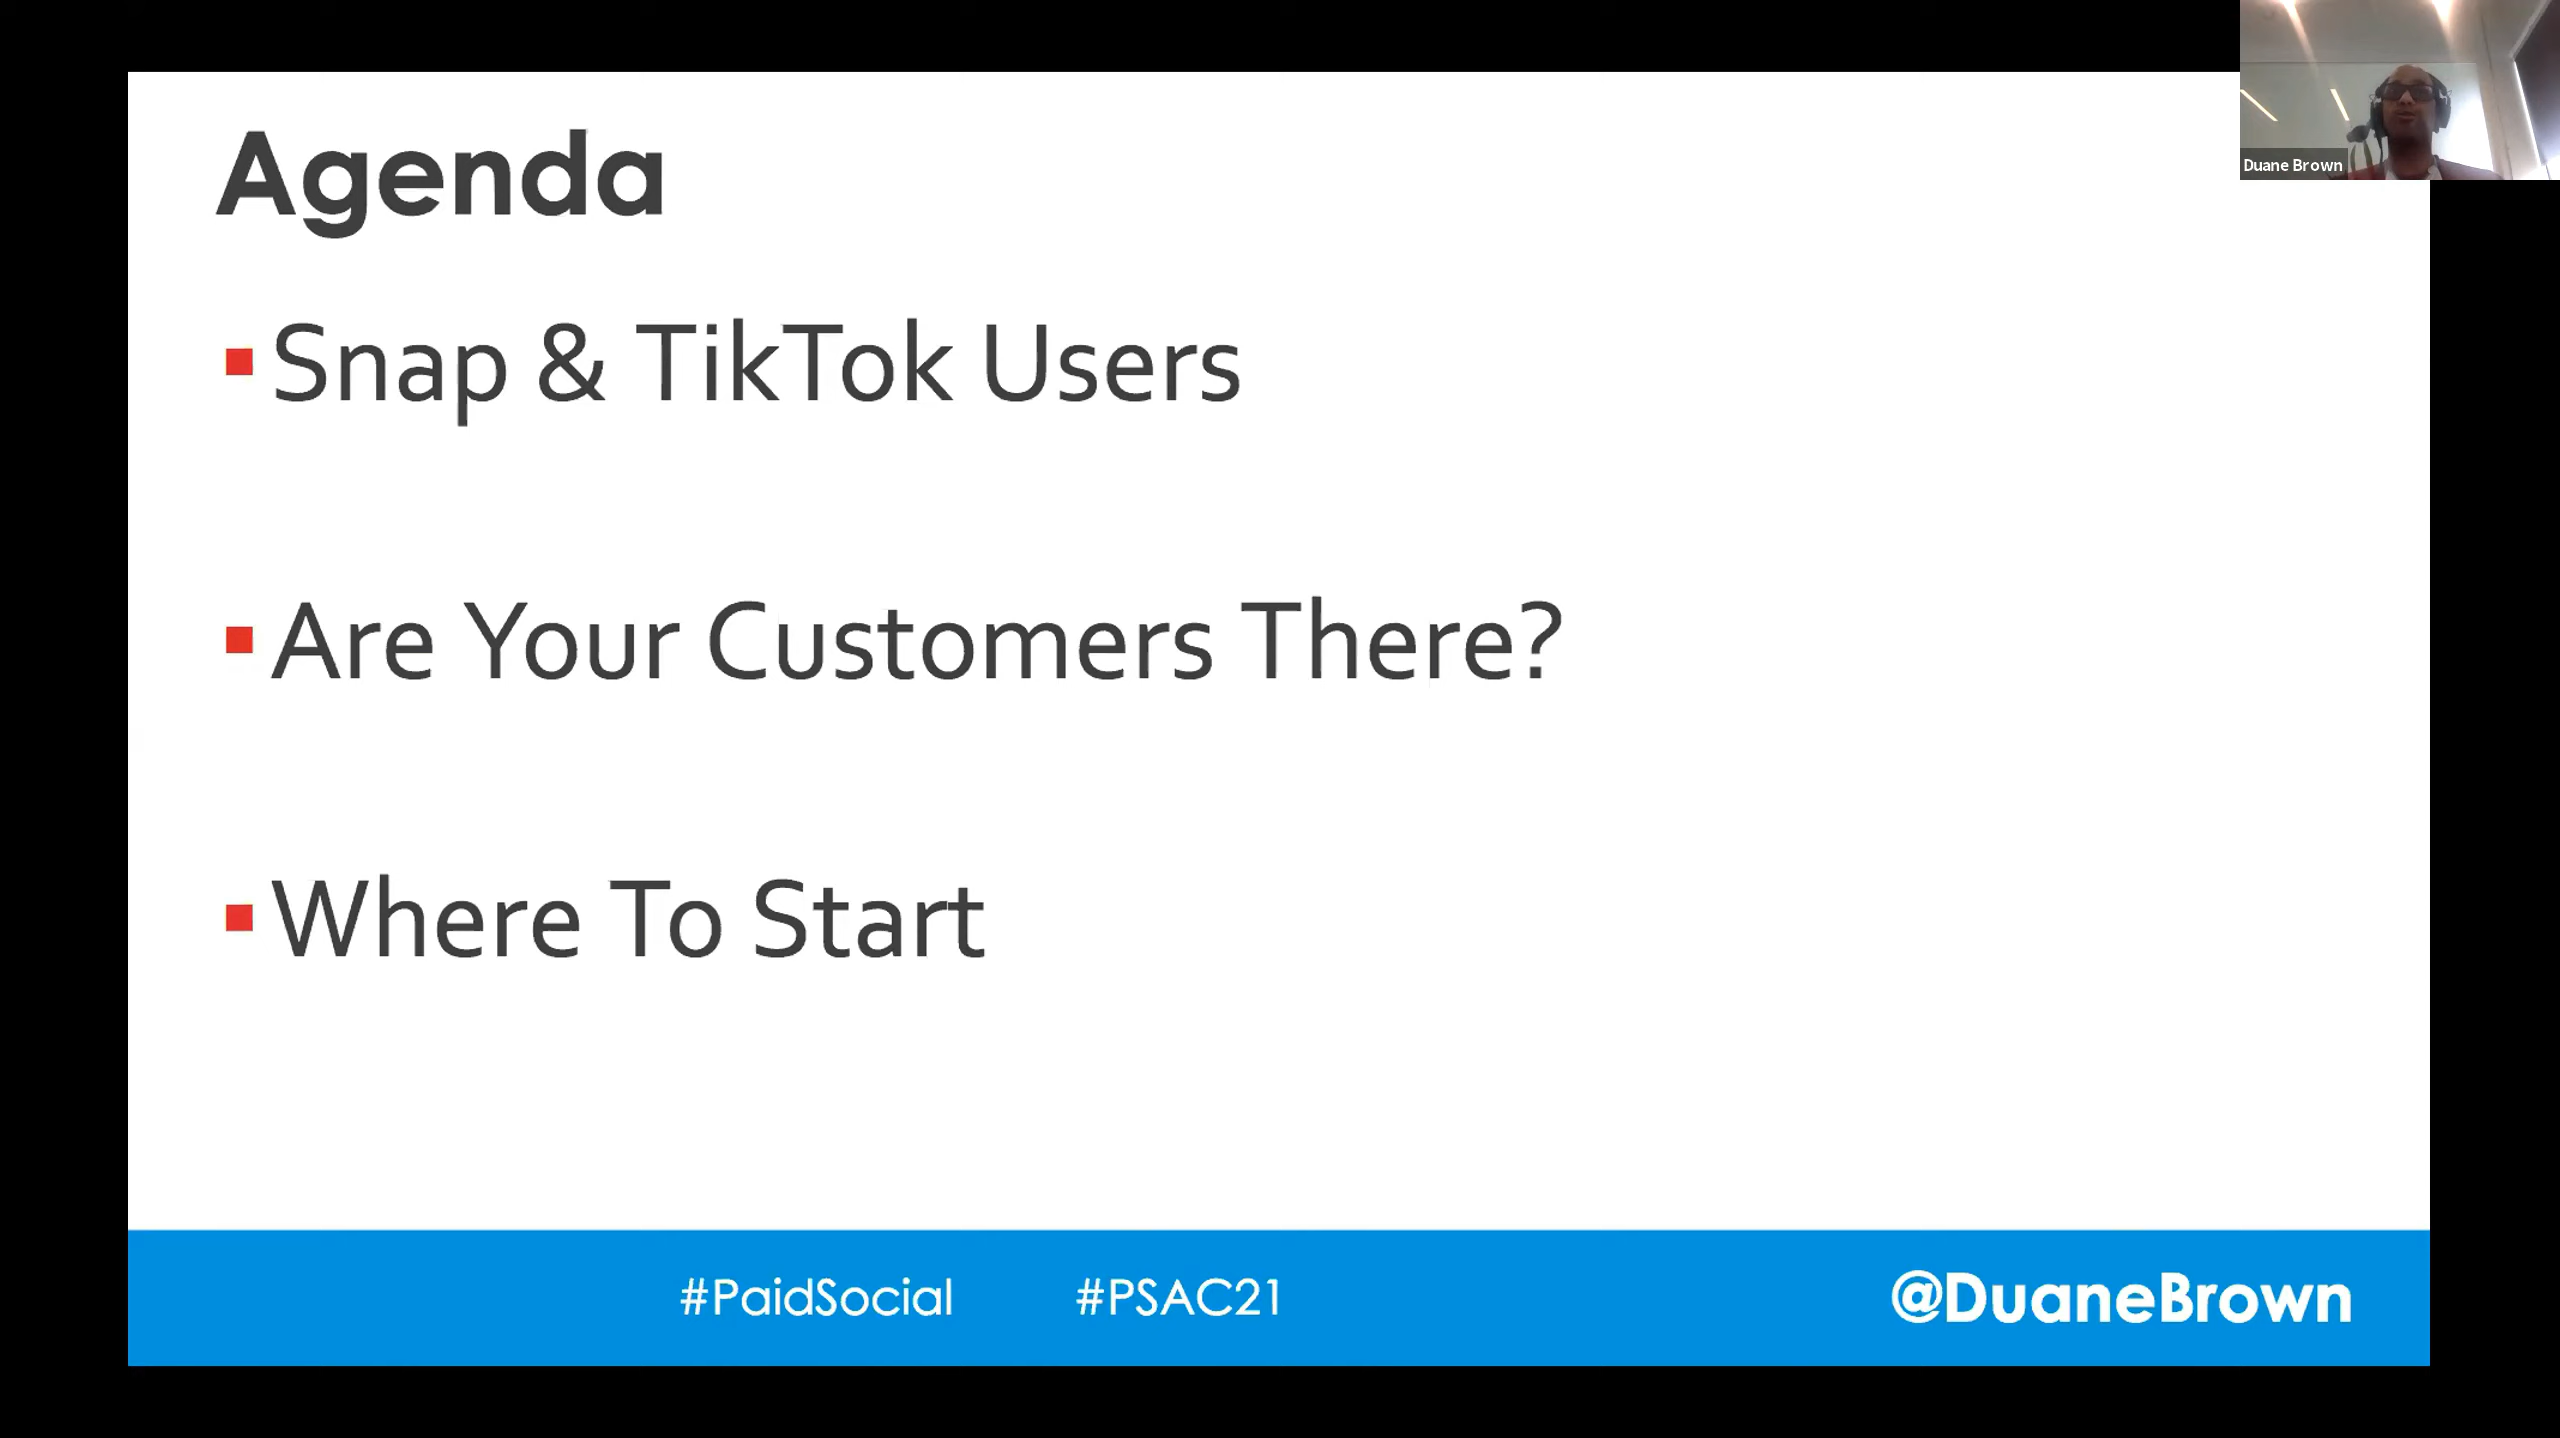 Agenda
Duane Brown
Snap & TikTok Users
Are Your Customers There?
Where To Start
#PaidSocial #PSAC21 @DuaneBrown